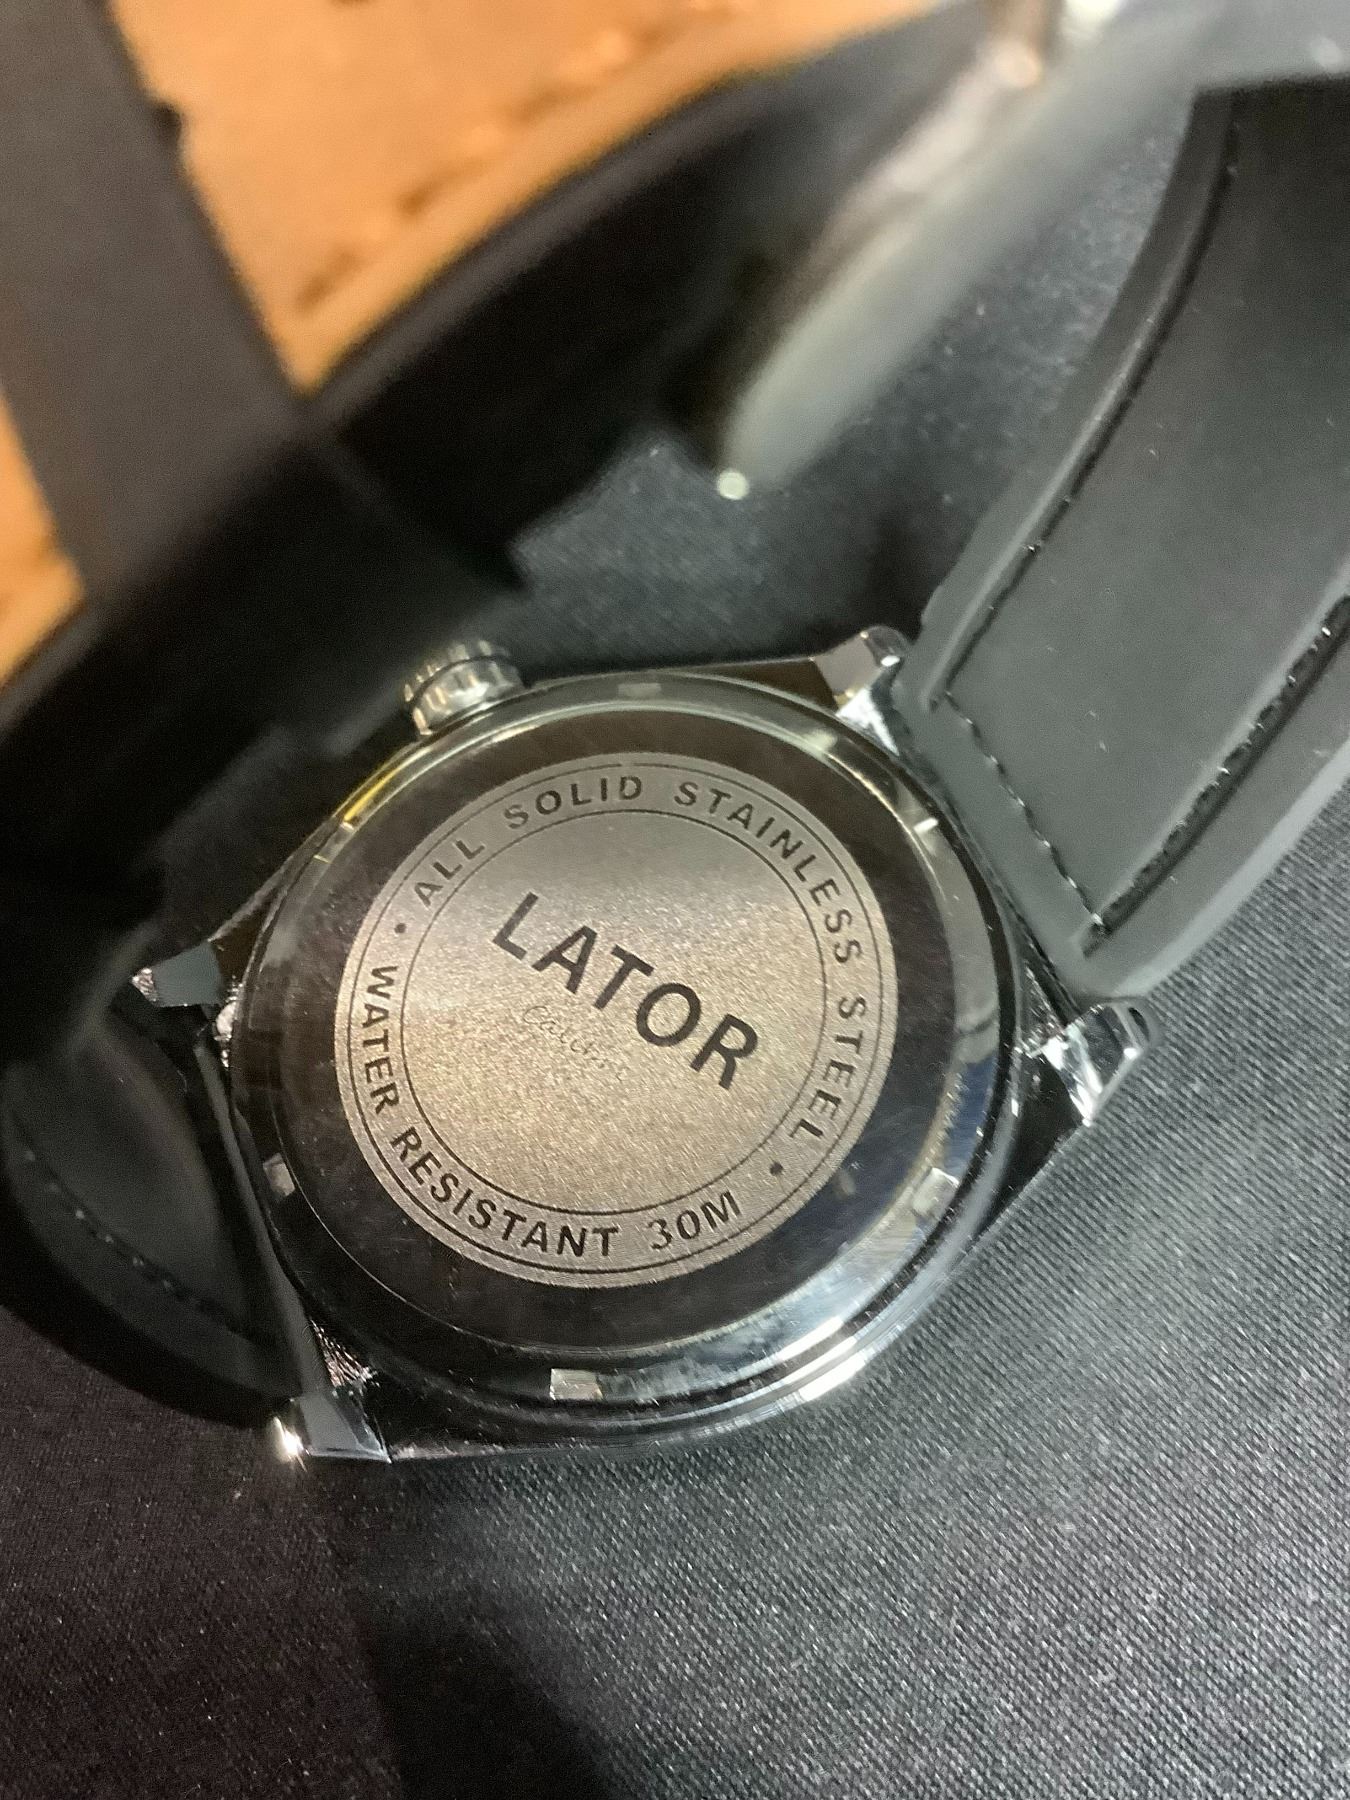 • ALL SOLID STAINLESS STEEL •
LATOR
WATER RESISTANT 30M